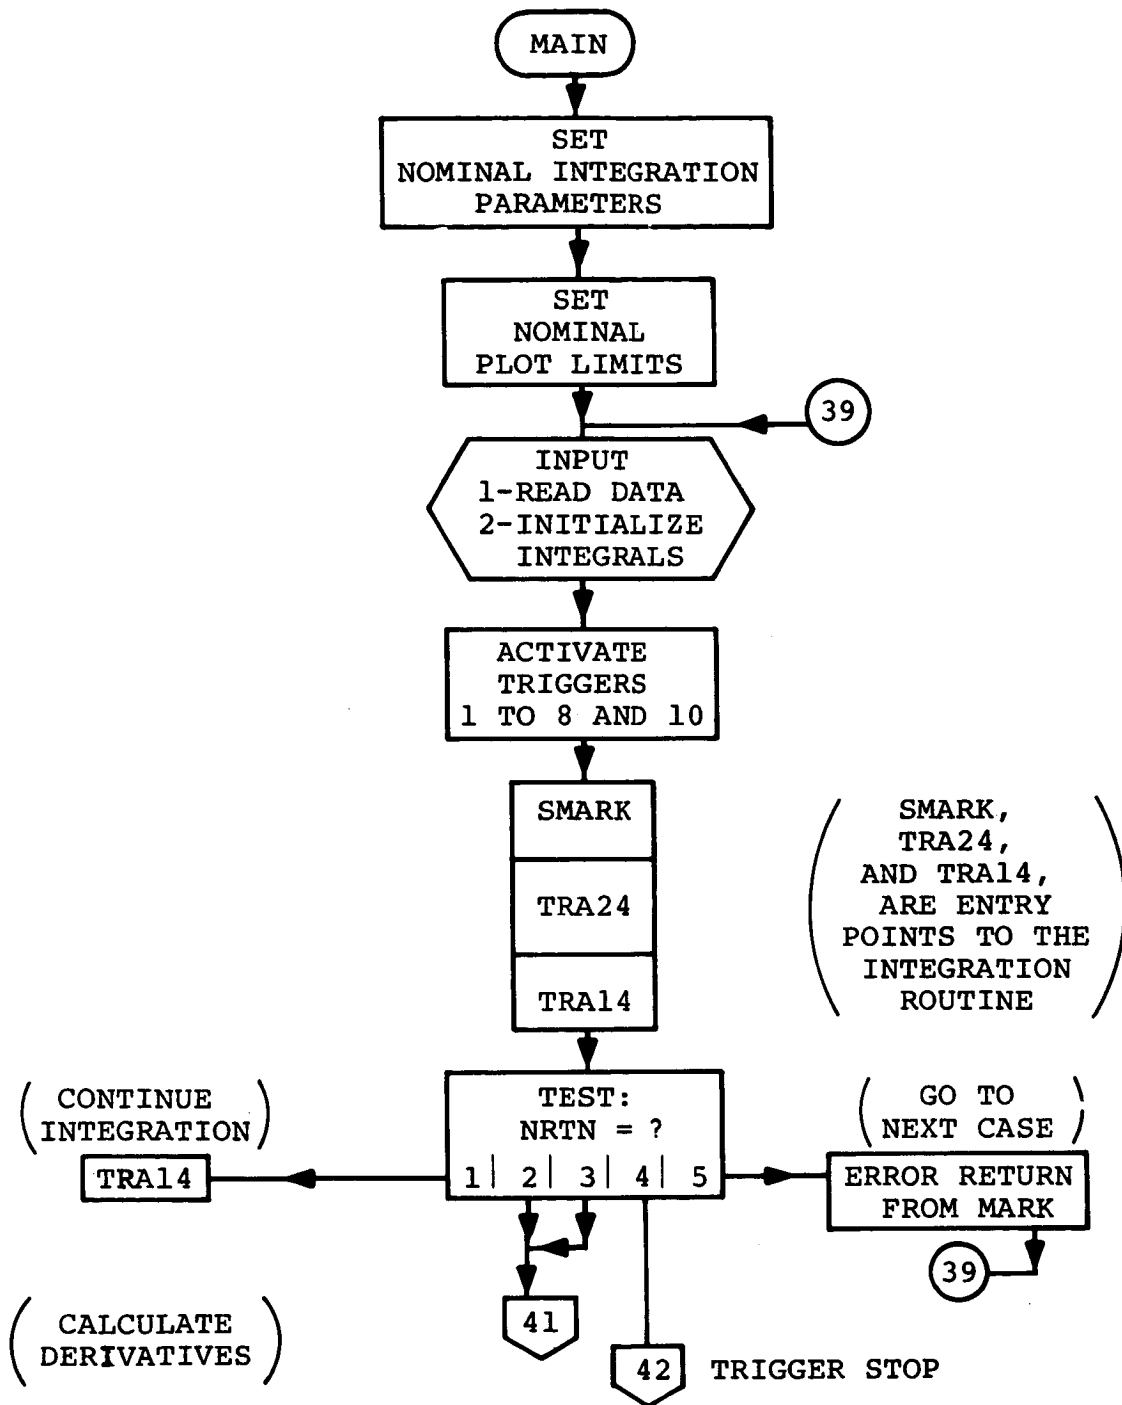 MAIN
SET
NOMINAL INTEGRATION
PARAMETERS
SET
NOMINAL
PLOT LIMITS
39
INPUT
1-READ DATA
2-INITIALIZE
INTEGRALS
ACTIVATE
TRIGGERS
1 TO 8 AND 10
SMARK
TRA24
TRA14
SMARK,
TRA24,
AND TRA14,
ARE ENTRY
POINTS TO THE
INTEGRATION
ROUTINE
TEST:
NRTN = ?
1 | 2 | 3 | 4 | 5
(CONTINUE
INTEGRATION)
TRA14
(GO TO
NEXT CASE)
ERROR RETURN
FROM MARK
39
(CALCULATE
DERIVATIVES)
41
42 TRIGGER STOP